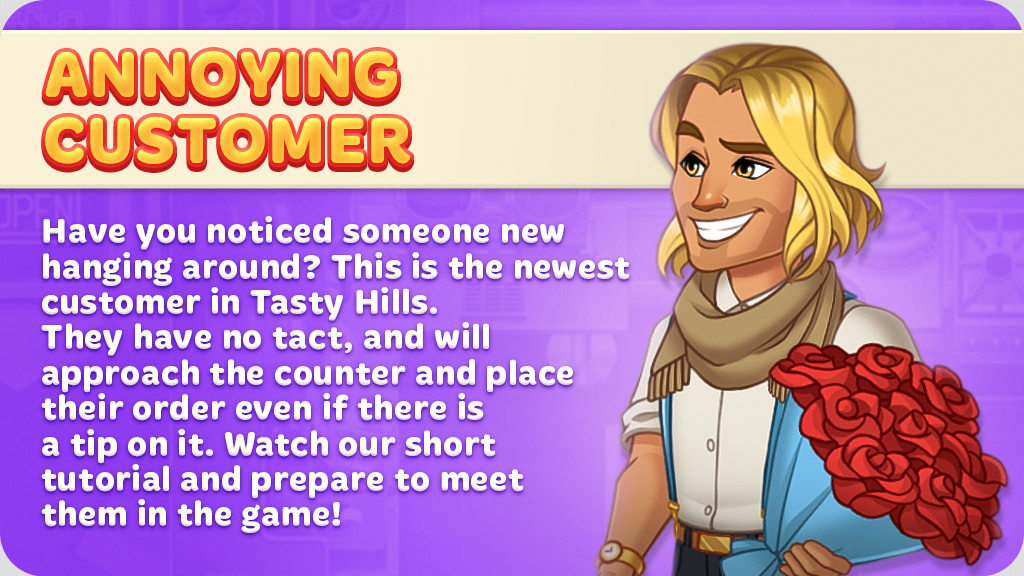 ANNOYING
CUSTOMER
Have you noticed someone new
hanging around? This is the newest
customer in Tasty Hills.
They have no tact, and will
approach the counter and place
their order even if there is
a tip on it. Watch our short
tutorial and prepare to meet
them in the game!
OPEN